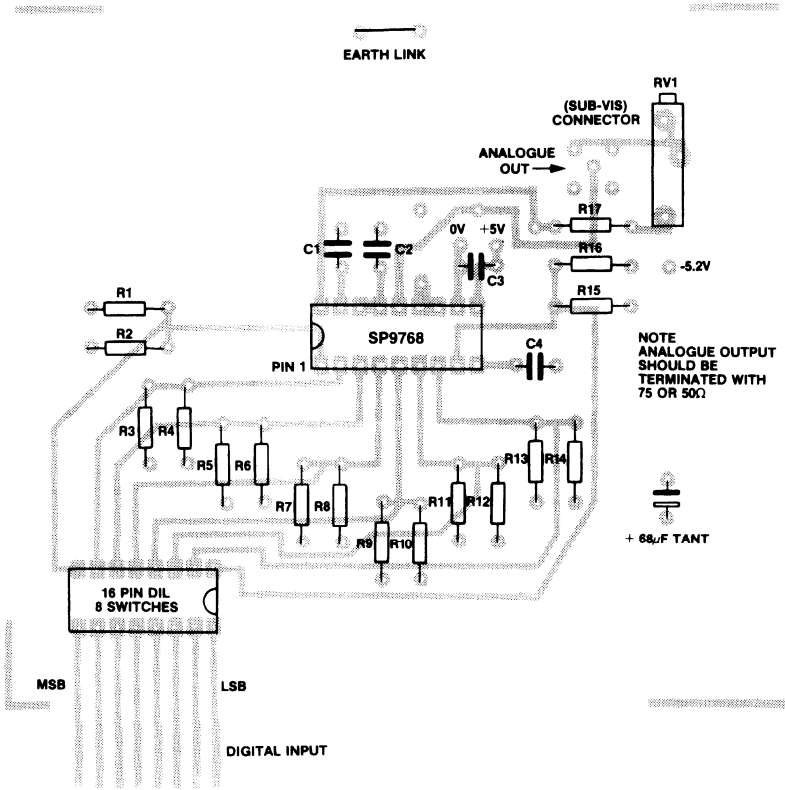 EARTH LINK
RV1
(SUB-VIS)
CONNECTOR
ANALOGUE
OUT
R17
0V +5V
C1
C2
R16
C3
-5.2V
R1
R15
R2
SP9768
C4
PIN 1
NOTE
ANALOGUE OUTPUT
SHOULD BE
TERMINATED WITH
75 OR 50Ω
R3
R4
R5
R6
R13
R14
R7
R8
R11
R12
R9
R10
+ 68µF TANT
16 PIN DIL
8 SWITCHES
MSB
LSB
DIGITAL INPUT